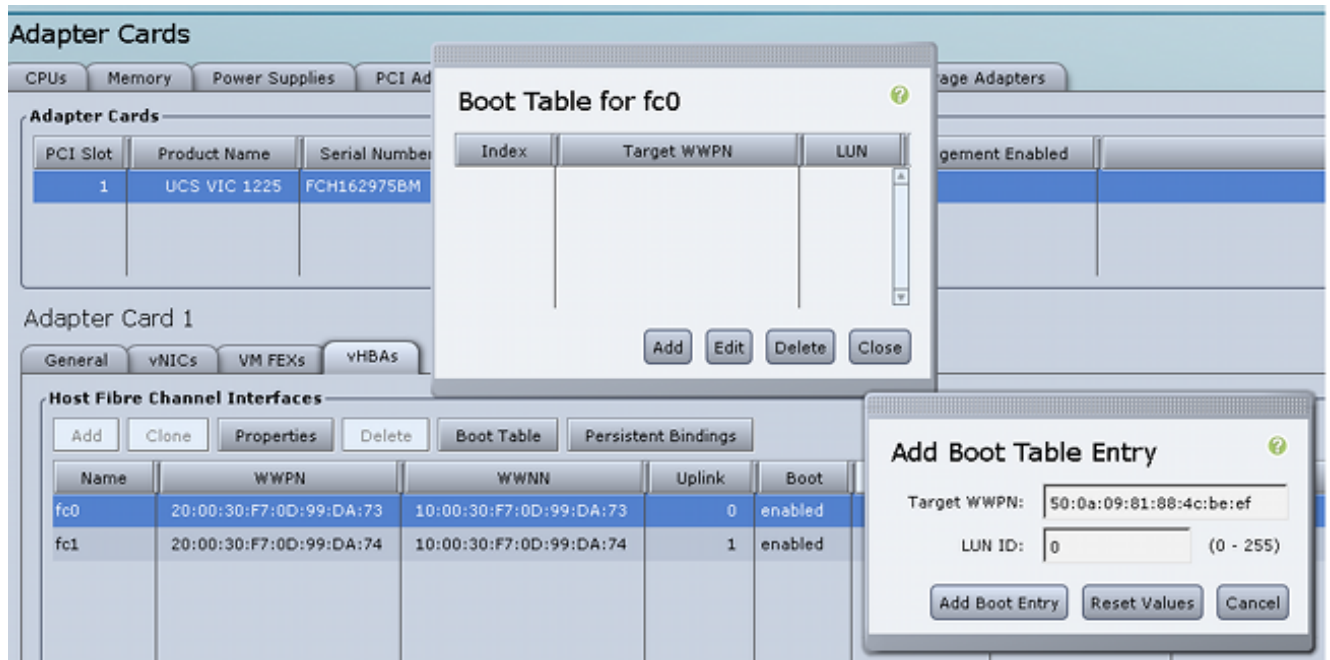 Adapter Cards
CPUs Memory Power Supplies PCI Ad rage Adapters
Adapter Cards
PCI Slot Product Name Serial Number gement Enabled
1 UCS VIC 1225 FCH162975BM
Boot Table for fc0
Index Target WWPN LUN
Add Edit Delete Close
Adapter Card 1
General vNICs VM FEXs vHBAs
Host Fibre Channel Interfaces
Add Clone Properties Delete Boot Table Persistent Bindings
Name WWPN WWNN Uplink Boot
fc0 20:00:30:F7:0D:99:DA:73 10:00:30:F7:0D:99:DA:73 0 enabled
fc1 20:00:30:F7:0D:99:DA:74 10:00:30:F7:0D:99:DA:74 1 enabled
Add Boot Table Entry
Target WWPN: 50:0a:09:81:88:4c:be:ef
LUN ID: 0 (0 - 255)
Add Boot Entry Reset Values Cancel